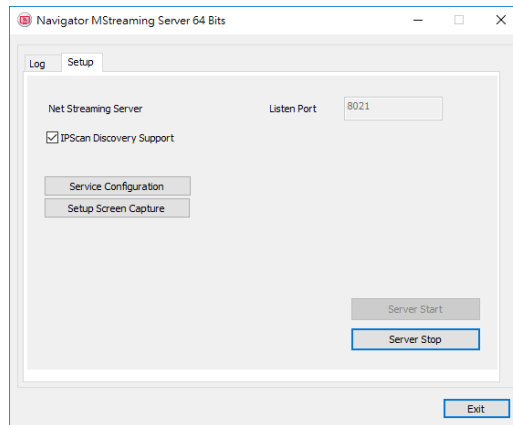 Navigator MStreaming Server 64 Bits
Log Setup
Net Streaming Server Listen Port 8021
IPScan Discovery Support
Service Configuration
Setup Screen Capture
Server Start
Server Stop
Exit